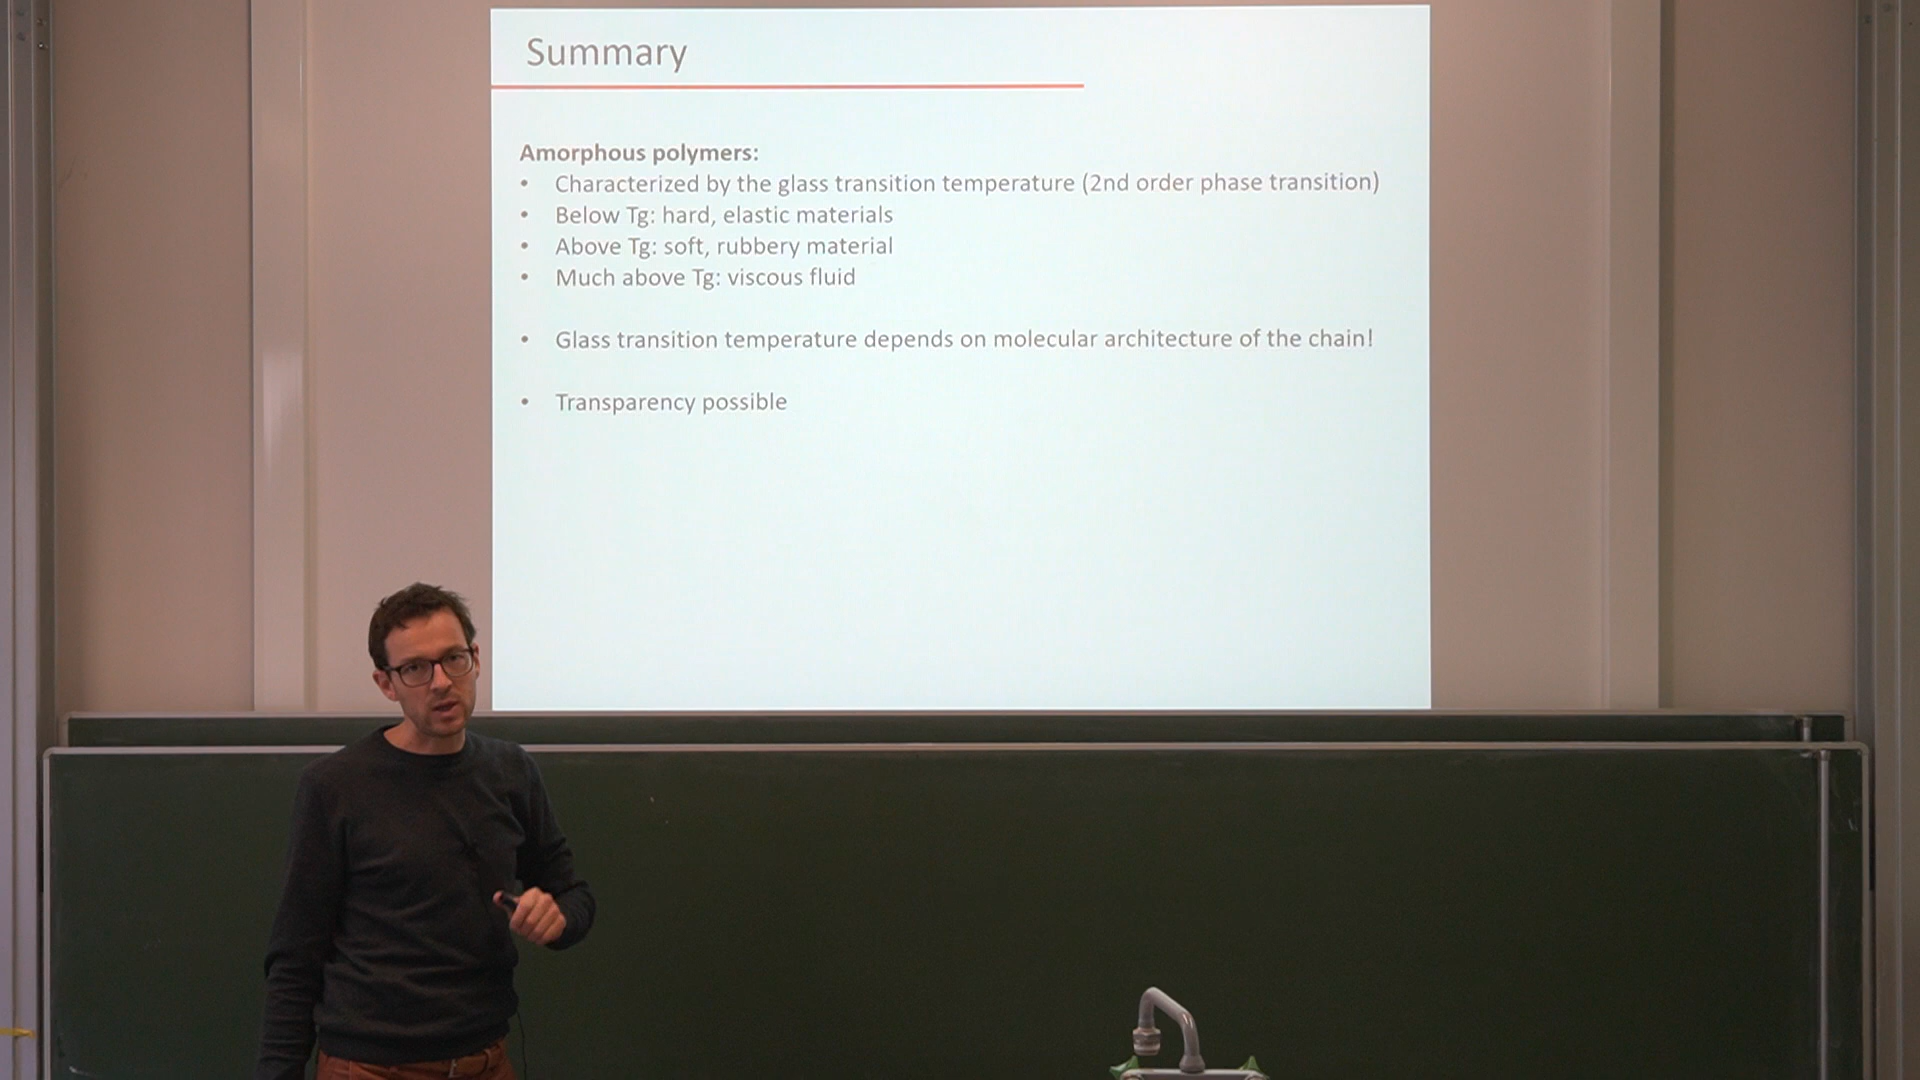 Summary
Amorphous polymers:
• Characterized by the glass transition temperature (2nd order phase transition)
• Below Tg: hard, elastic materials
• Above Tg: soft, rubbery material
• Much above Tg: viscous fluid
• Glass transition temperature depends on molecular architecture of the chain!
• Transparency possible